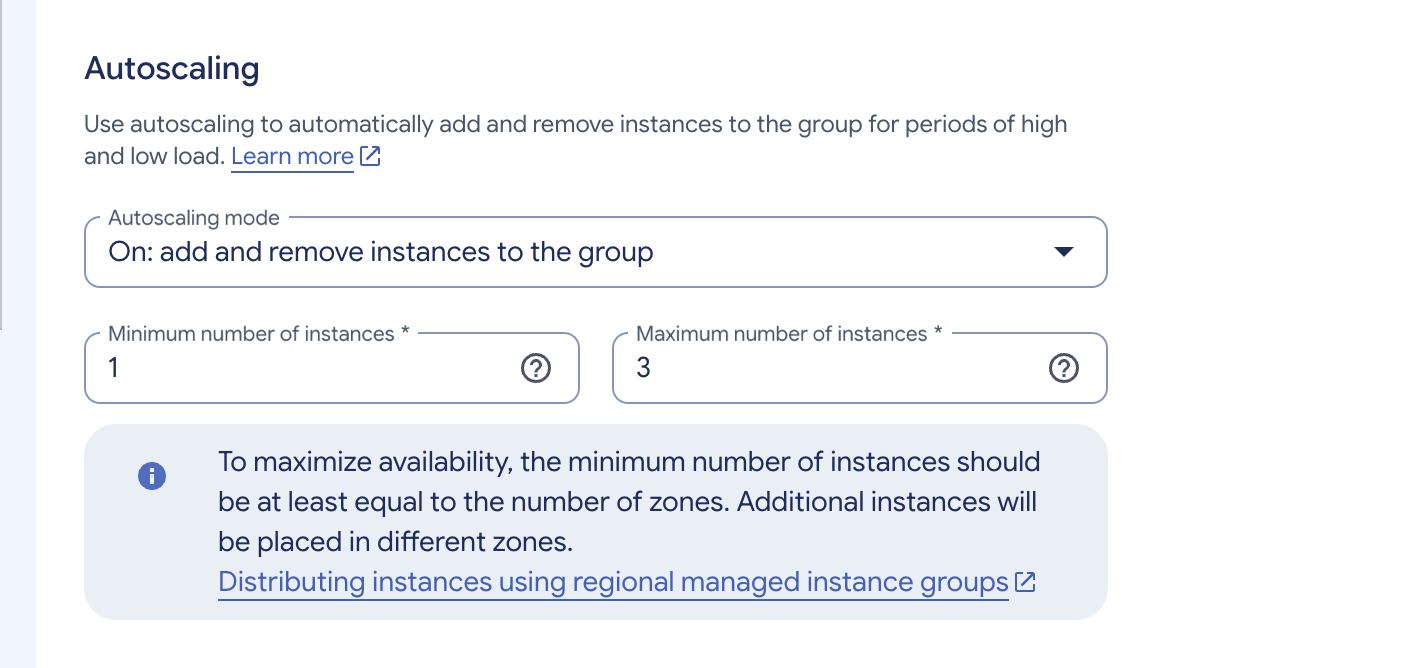 Autoscaling
Use autoscaling to automatically add and remove instances to the group for periods of high
and low load. Learn more
Autoscaling mode
On: add and remove instances to the group
Minimum number of instances *
1
Maximum number of instances *
3
To maximize availability, the minimum number of instances should
be at least equal to the number of zones. Additional instances will
be placed in different zones.
Distributing instances using regional managed instance groups